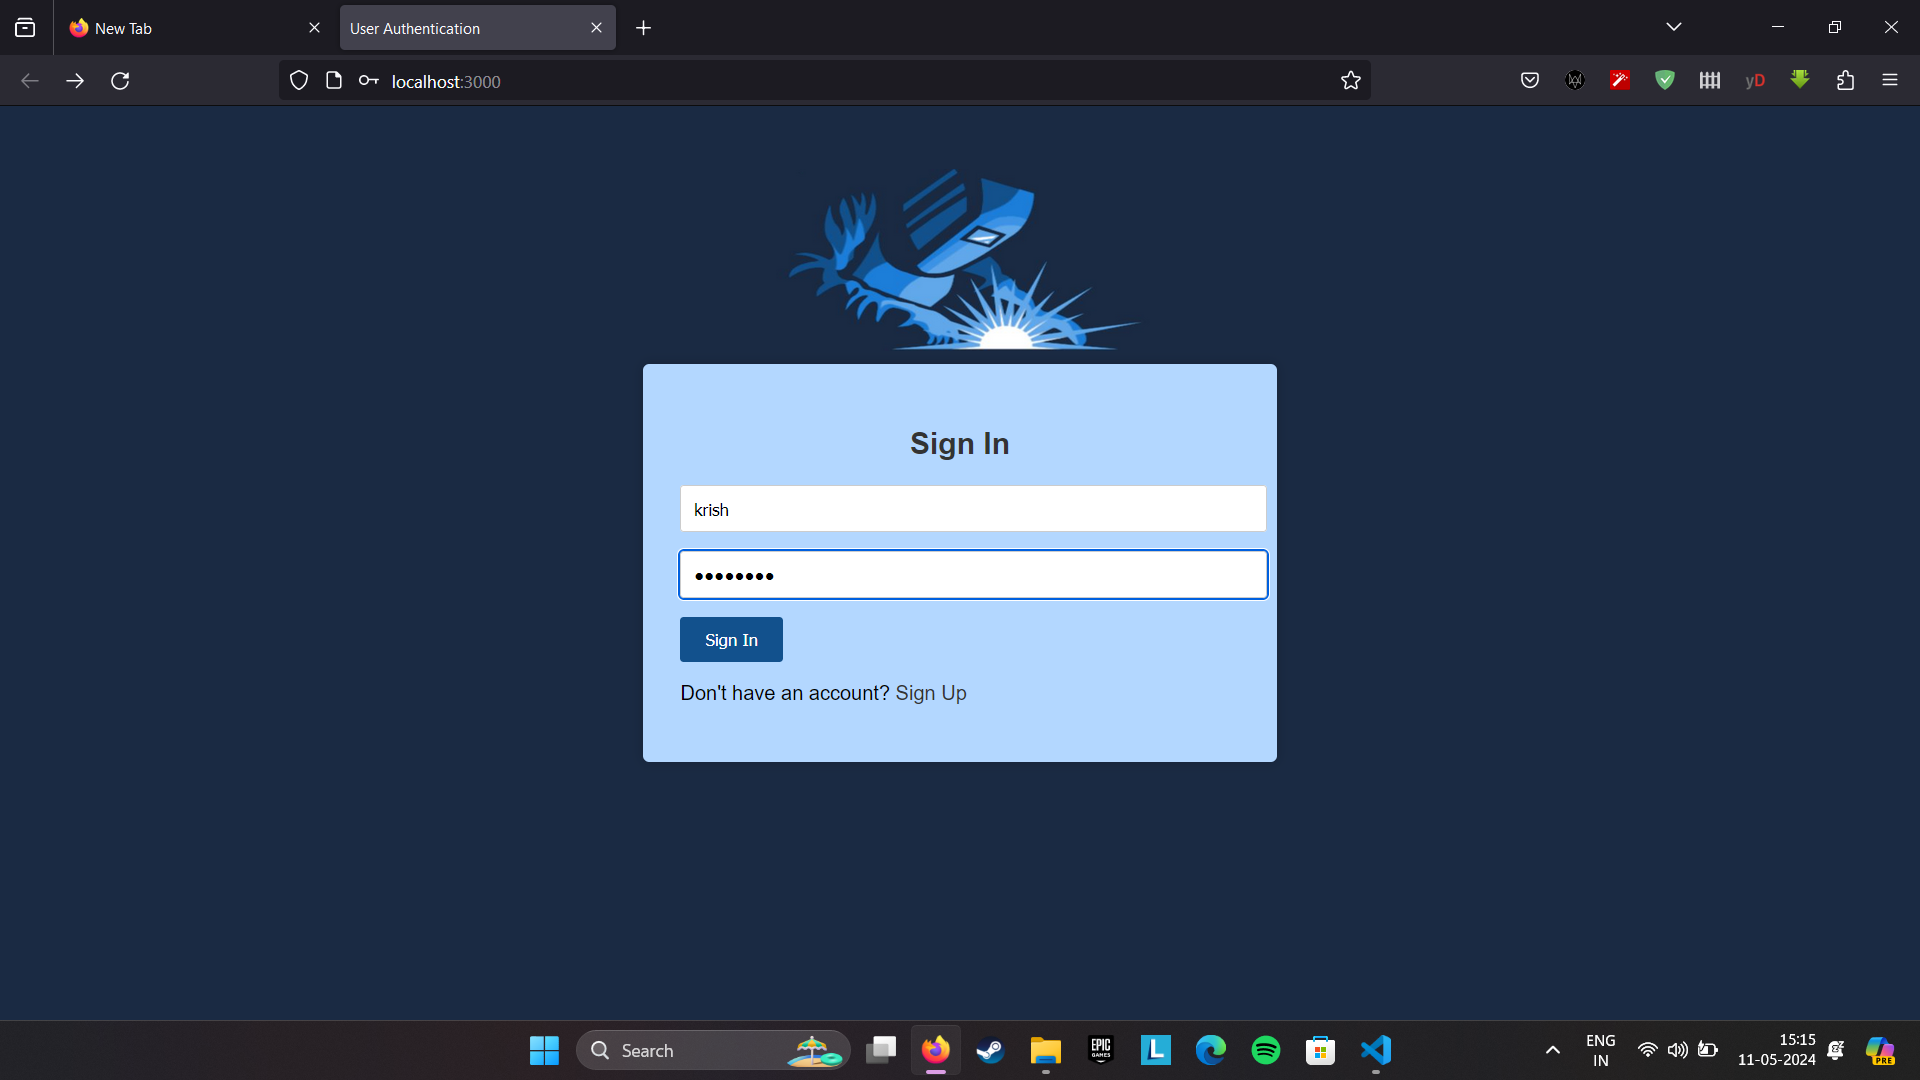 New Tab
User Authentication
localhost:3000
yD
Sign In
krish
••••••••
Sign In
Don't have an account? Sign Up
Search
EPIC
GAMES
L
ENG
IN
15:15
11-05-2024
PRE